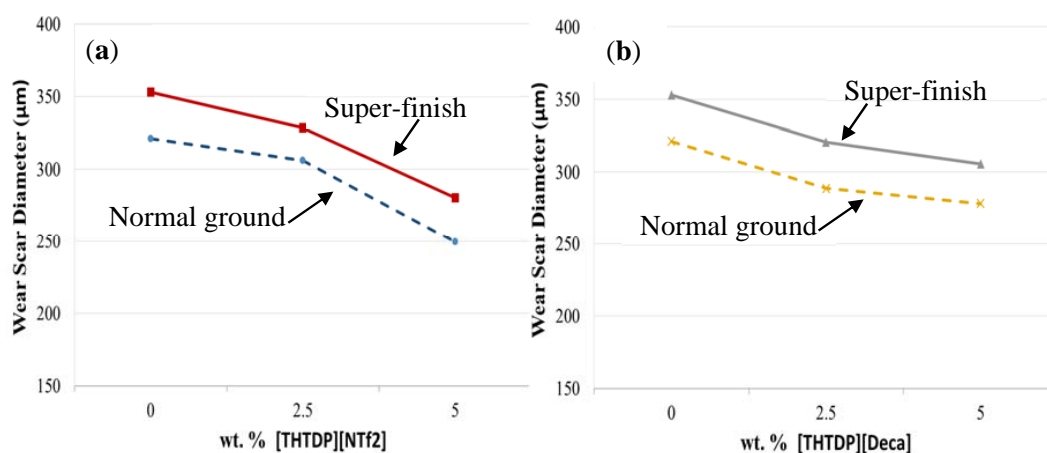 (a)
Wear Scar Diameter (µm)
400
350
300
250
200
150
Super-finish
Normal ground
0 2.5 5
wt. % [THTDP][NTf2]
(b)
Wear Scar Diameter (µm)
400
350
300
250
200
150
Super-finish
Normal ground
0 2.5 5
wt. % [THTDP][Deca]